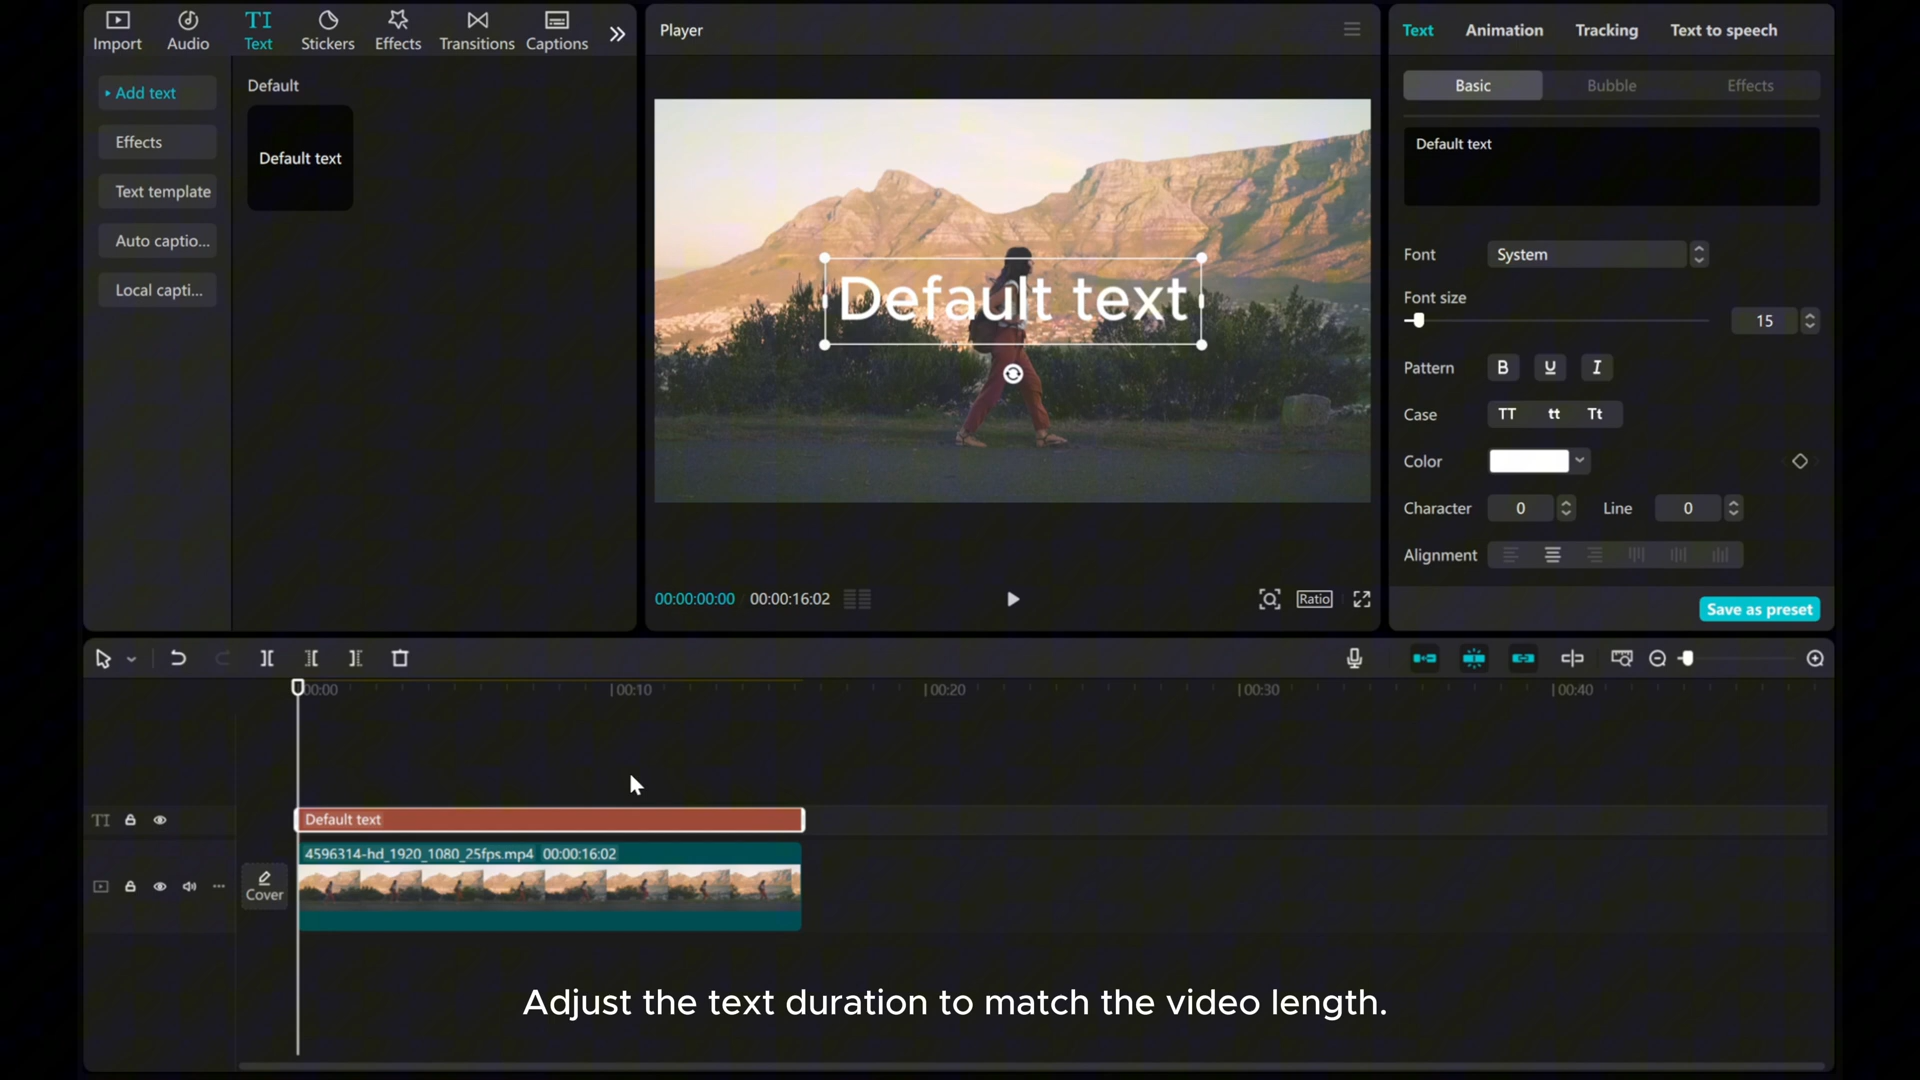 Import
Audio
TI
Text
Stickers
Effects
Transitions
Captions
Add text
Effects
Text template
Auto captio...
Local capti...
Default
Default text
Player
Default text
00:00:00:00 00:00:16:02
Ratio
Text Animation Tracking Text to speech
Basic Bubble Effects
Default text
Font System
Font size
15
Pattern B U I
Case TT tt Tt
Color
Character 0 Line 0
Alignment
Save as preset
00:00 00:10 00:20 00:30 00:40
TI
Default text
4596314-hd_1920_1080_25fps.mp4 00:00:16:02
Cover
Adjust the text duration to match the video length.